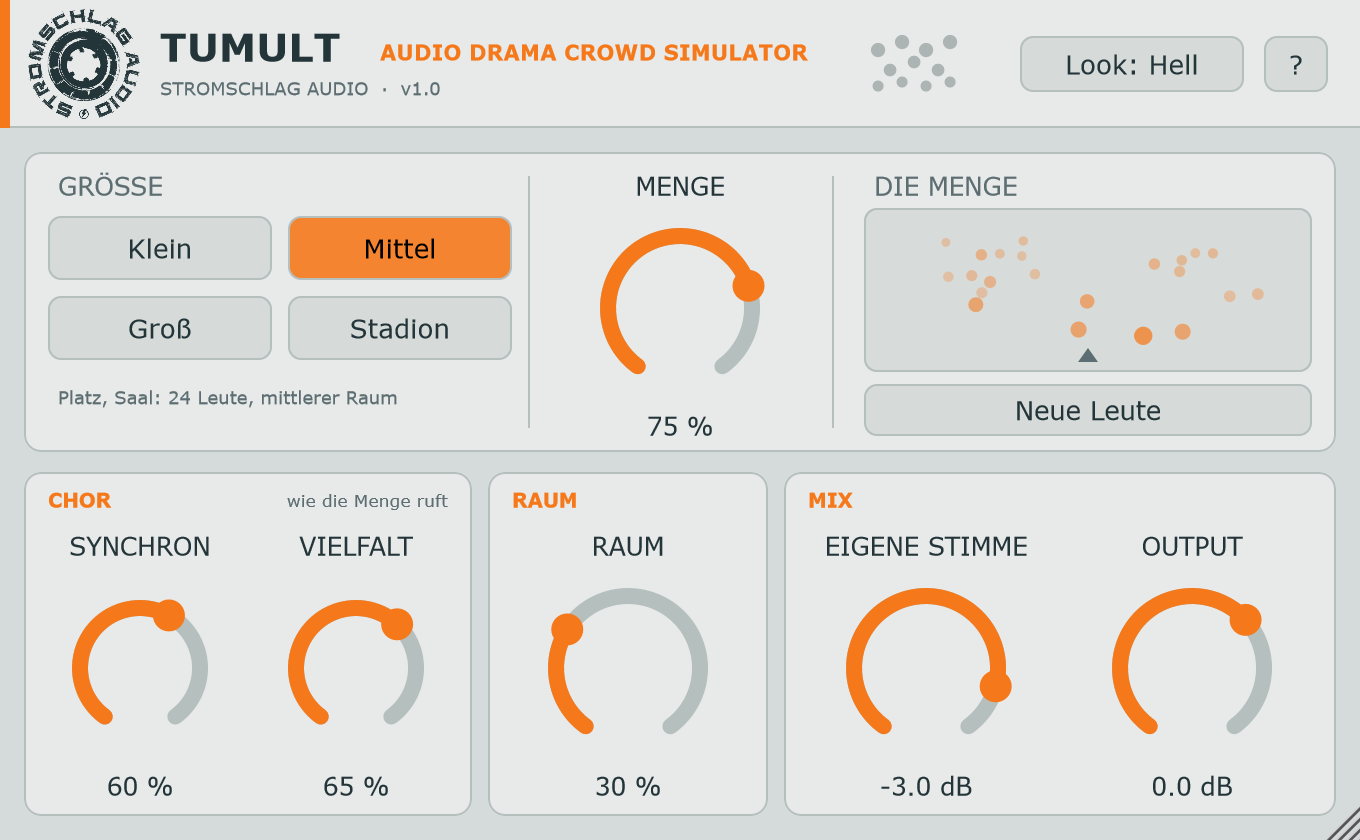 STROMSCHLAG AUDIO
TUMULT
AUDIO DRAMA CROWD SIMULATOR
STROMSCHLAG AUDIO · v1.0
Look: Hell
?
GRÖSSE
Klein
Mittel
Groß
Stadion
Platz, Saal: 24 Leute, mittlerer Raum
MENGE
75 %
DIE MENGE
Neue Leute
CHOR
wie die Menge ruft
SYNCHRON
VIELFALT
60 %
65 %
RAUM
RAUM
30 %
MIX
EIGENE STIMME
OUTPUT
-3.0 dB
0.0 dB